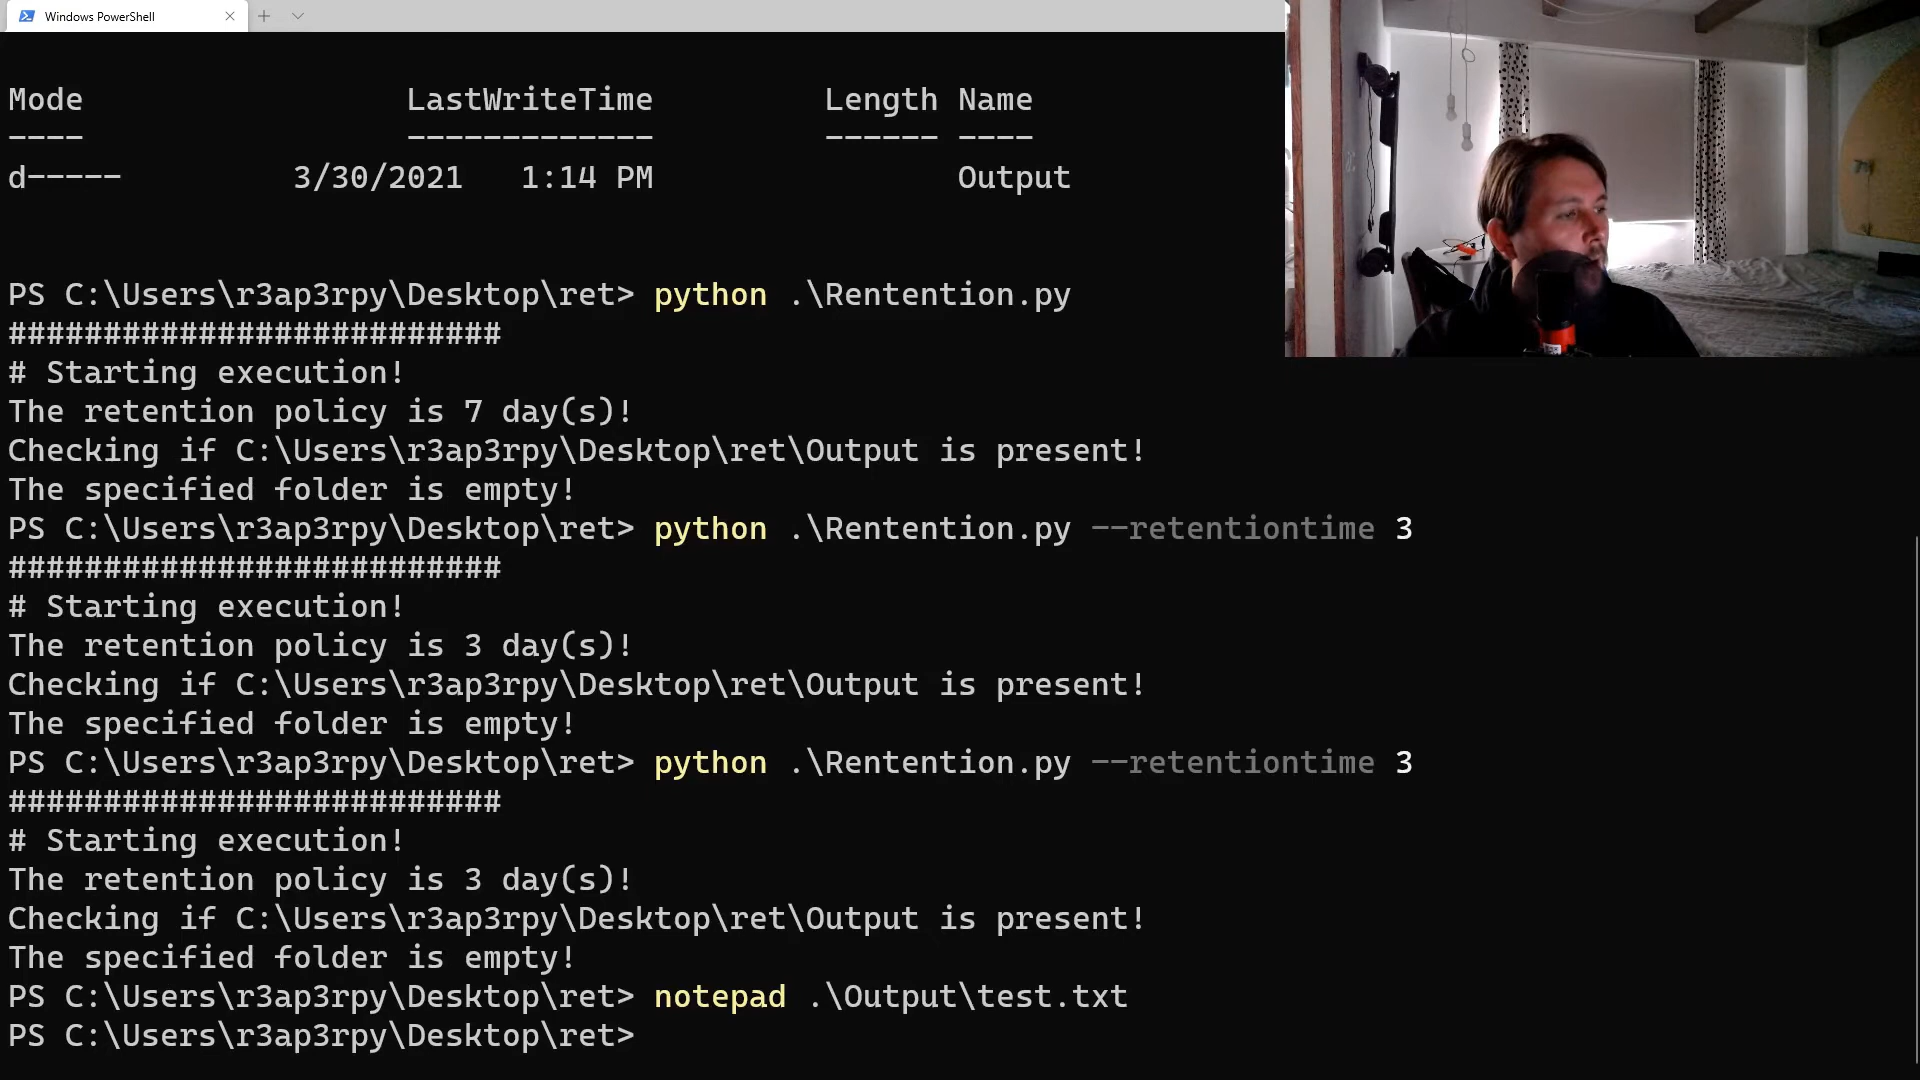 Windows PowerShell
Mode LastWriteTime Length Name
---- ------------- ------ ----
d----- 3/30/2021 1:14 PM Output
PS C:\Users\r3ap3rpy\Desktop\ret> python .\Rentention.py
##########################
# Starting execution!
The retention policy is 7 day(s)!
Checking if C:\Users\r3ap3rpy\Desktop\ret\Output is present!
The specified folder is empty!
PS C:\Users\r3ap3rpy\Desktop\ret> python .\Rentention.py --retentiontime 3
##########################
# Starting execution!
The retention policy is 3 day(s)!
Checking if C:\Users\r3ap3rpy\Desktop\ret\Output is present!
The specified folder is empty!
PS C:\Users\r3ap3rpy\Desktop\ret> python .\Rentention.py --retentiontime 3
##########################
# Starting execution!
The retention policy is 3 day(s)!
Checking if C:\Users\r3ap3rpy\Desktop\ret\Output is present!
The specified folder is empty!
PS C:\Users\r3ap3rpy\Desktop\ret> notepad .\Output\test.txt
PS C:\Users\r3ap3rpy\Desktop\ret>